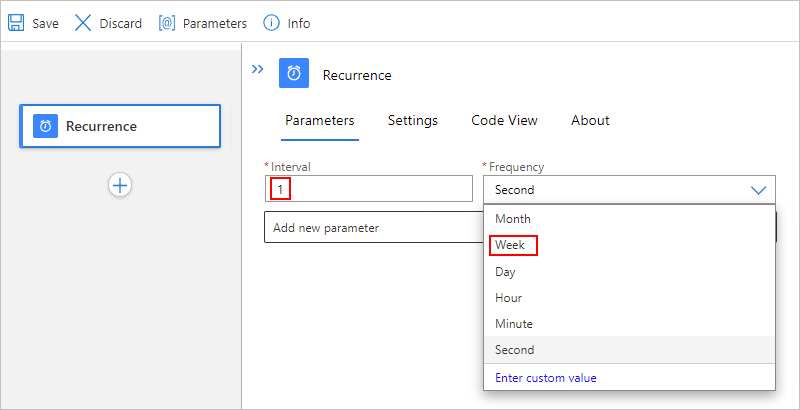 Save Discard [@] Parameters Info
Recurrence
Recurrence
Parameters Settings Code View About
* Interval * Frequency
1 Second
Add new parameter
Month
Week
Day
Hour
Minute
Second
Enter custom value